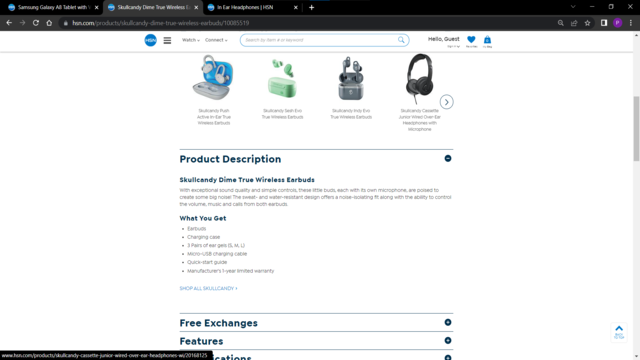 Samsung Galaxy A8 Tablet with V
Skullcandy Dime True Wireless E
In Ear Headphones | HSN
hsn.com/products/skullcandy-dime-true-wireless-earbuds/10085519
HSN
Watch
Connect
Search by item # or keyword
Hello, Guest
Skullcandy Push
Active In-Ear True
Wireless Earbuds
Skullcandy Sesh Evo
True Wireless Earbud
Skullcandy Indy Evo
True Wireless Earbuds
Skullcandy Cassette
Junior Wired Over Ear
Headphones with
Microphone
Product Description
Skullcandy Dime True Wireless Earbuds
With exceptional sound quality and simple controls, these little buds, each with its own microphone, are poised to
create some big noise! The sweat- and water-resistant design offers a noise-isolating fit along with the ability to control
the volume, music and calls from both earbuds.
What You Get
• Earbuds
• Charging case
• 3 Pairs of ear gels (S, M, L)
• Micro-USB charging cable
• Quick-start guide
• Manufacturer's 1-year limited warranty
SHOP ALL SKULLCANDY >
Free Exchanges
Features
BACK
TO TOP
www.hsn.com/products/skullcandy-cassette-junior-wired-over-ear-headphones-wi/20168125